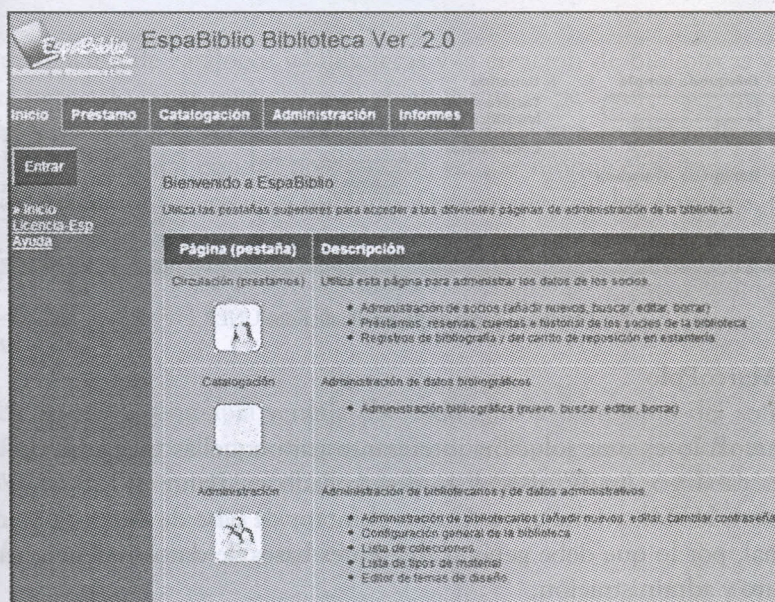 EspaBiblio
EspaBiblio Biblioteca Ver. 2.0
Inicio Préstamo Catalogación Administración Informes
Entrar
» Inicio
Licencia-Esp
Ayuda
Bienvenido a EspaBiblio
Utiliza las pestañas superiores para acceder a las diferentes páginas de administración de la biblioteca.
Página (pestaña) Descripción
Circulación (prestamos) Utiliza esta página para administrar los datos de los socios.
• Administración de socios (añadir nuevos, buscar, editar, borrar)
• Préstamos, reservas, cuentas e historial de los socios de la biblioteca
• Registros de bibliografía y del carrito de reposición en estantería
Catalogación Administración de datos bibliográficos
• Administración bibliográfica (nuevo, buscar, editar, borrar)
Administración Administración de bibliotecarios y de datos administrativos
• Administración de bibliotecarios (añadir nuevos, editar, cambiar contraseña
• Configuración general de la biblioteca
• Lista de colecciones
• Lista de tipos de material
• Editor de temas de diseño